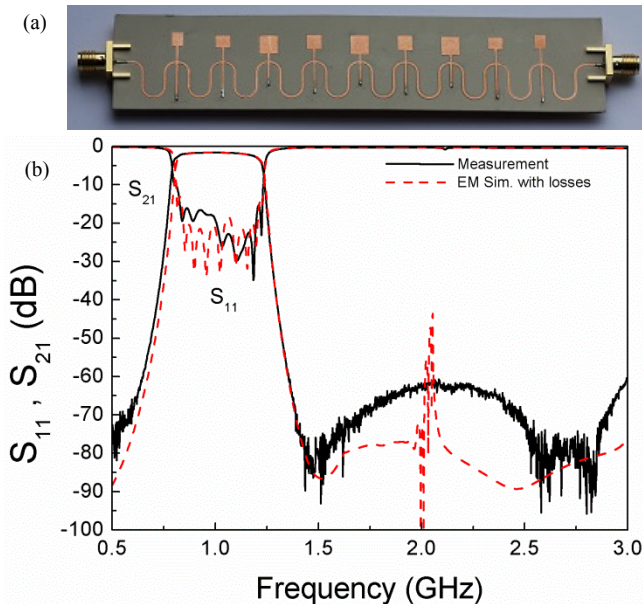 (a)
(b)
0
-10
-20
-30
-40
-50
-60
-70
-80
-90
-100
S11 , S21 (dB)
Measurement
EM Sim. with losses
S21
S11
0.5
1.0
1.5
2.0
2.5
3.0
Frequency (GHz)